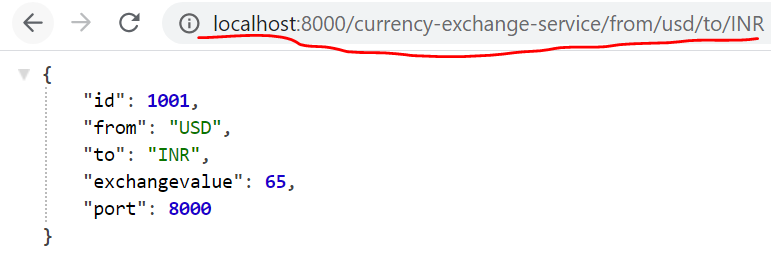 localhost:8000/currency-exchange-service/from/usd/to/INR
{
"id": 1001,
"from": "USD",
"to": "INR",
"exchangevalue": 65,
"port": 8000
}